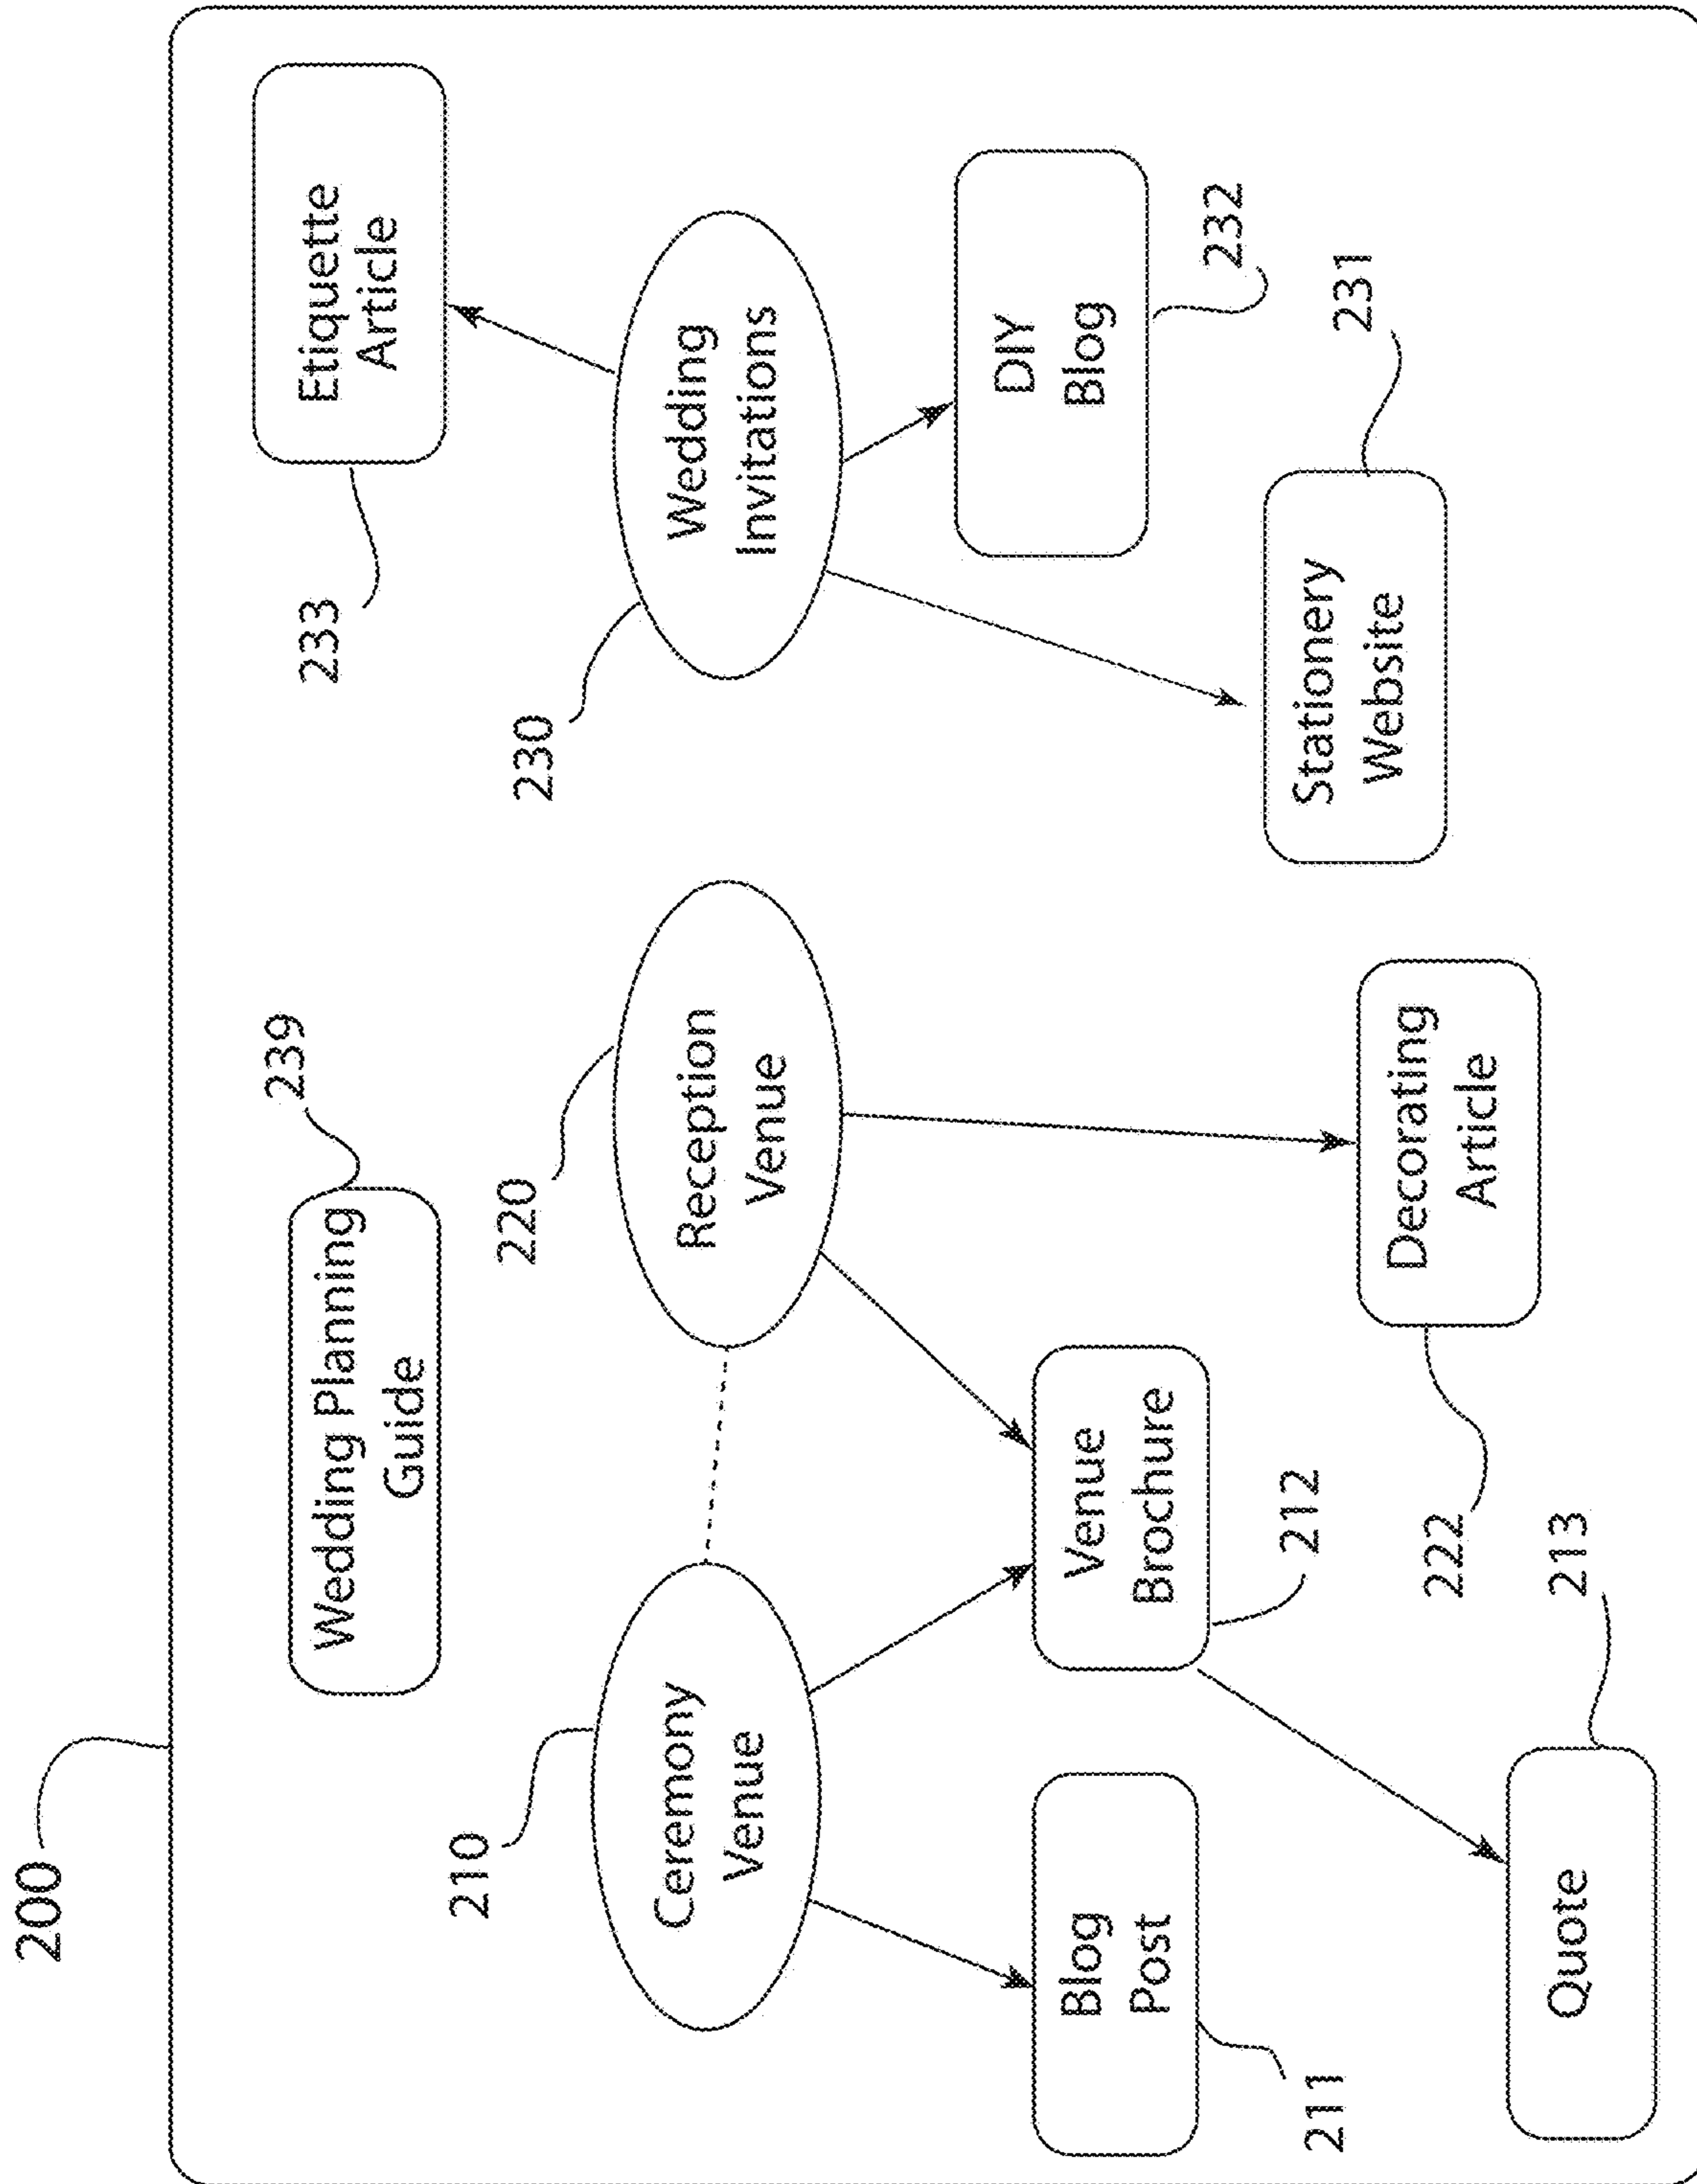 200
Wedding Planning
Guide
239
233
Etiquette
Article
210
220
230
Ceremony
Venue
Reception
Venue
Wedding
Invitations
Blog
Post
Venue
Brochure
DIY
Blog
211
212
232
Stationery
Website
231
Decorating
Article
222
Quote
213